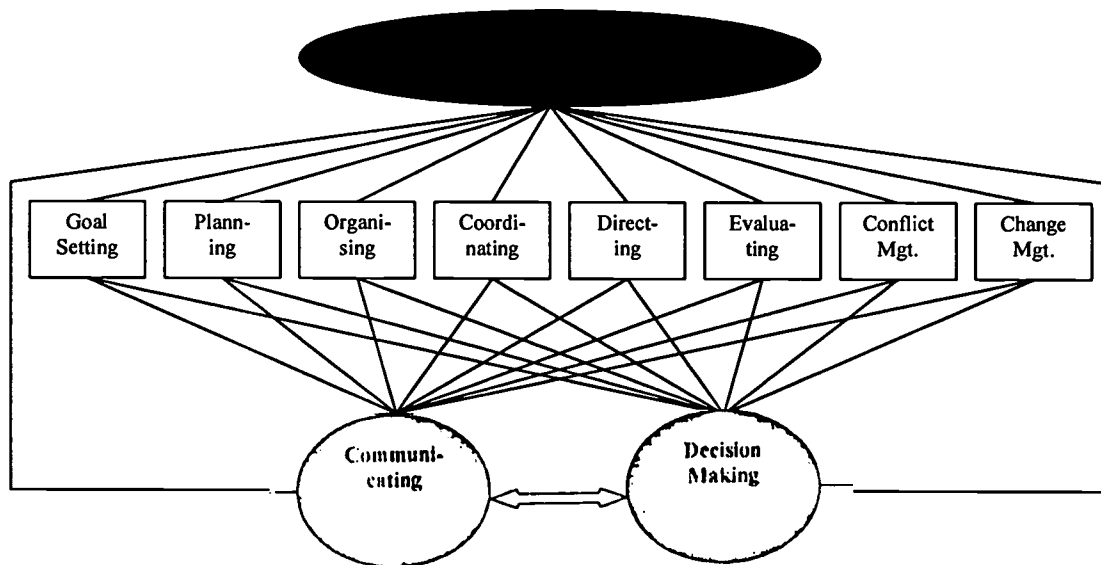 Goal
Setting
Plann-
ing
Organi-
sing
Coordi-
nating
Direct-
ing
Evalua-
ting
Conflict
Mgt.
Change
Mgt.
Communi-
cating
Decision
Making